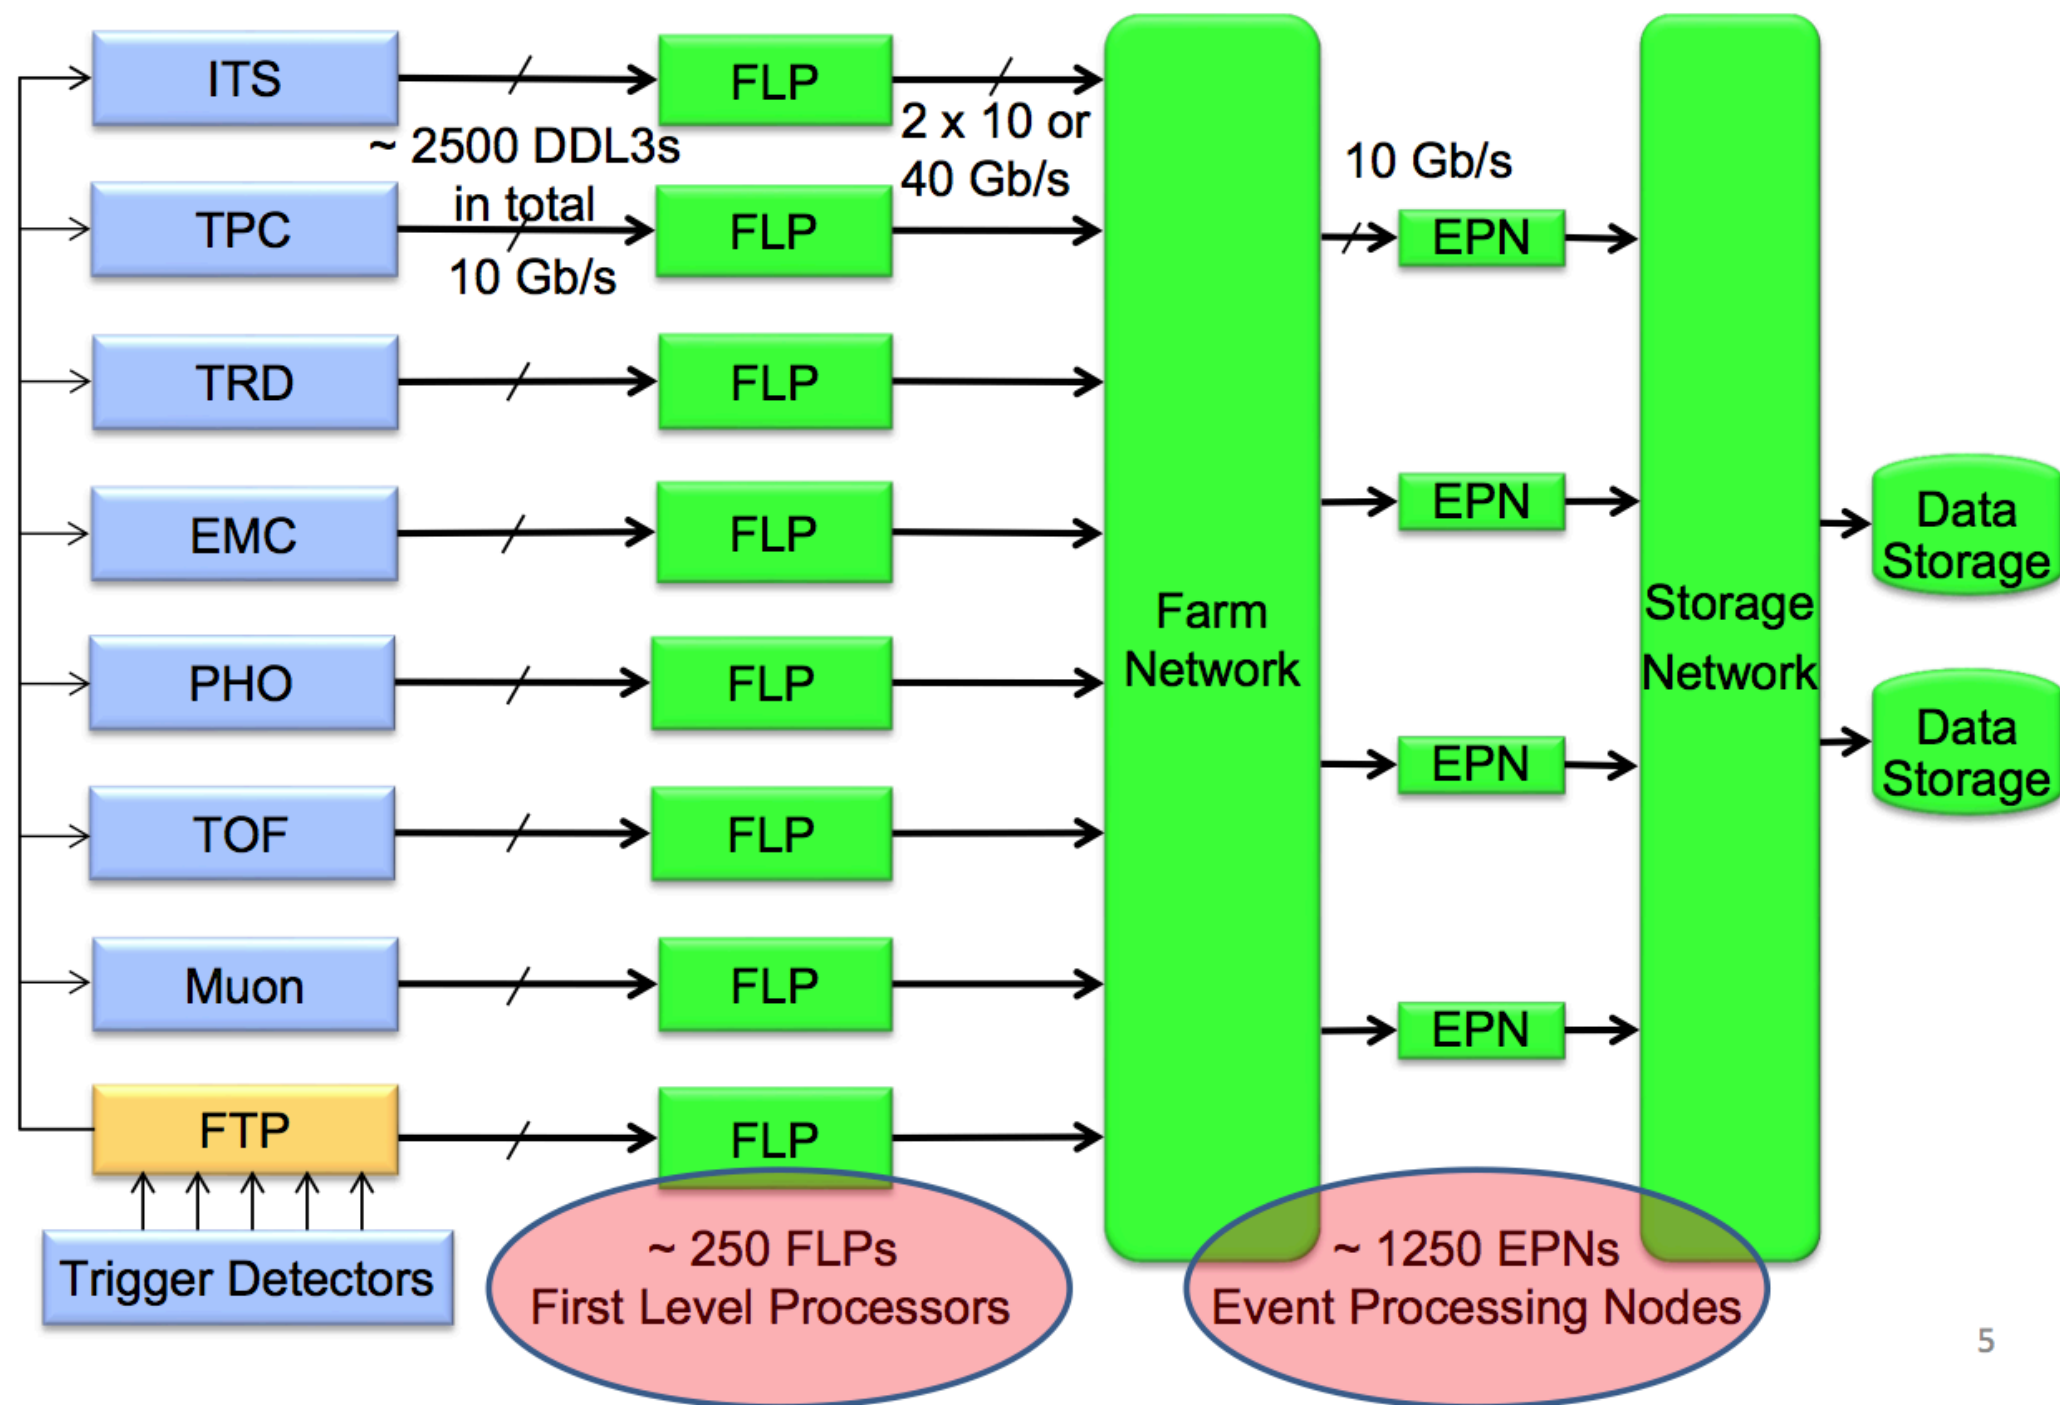 ITS
FLP
~ 2500 DDL3s
in total
10 Gb/s
2 x 10 or
40 Gb/s
TPC
FLP
TRD
FLP
EMC
FLP
PHO
FLP
TOF
FLP
Muon
FLP
FTP
FLP
Trigger Detectors
~ 250 FLPs
First Level Processors
Farm
Network
10 Gb/s
EPN
EPN
EPN
EPN
~ 1250 EPNs
Event Processing Nodes
Storage
Network
Data
Storage
Data
Storage
5